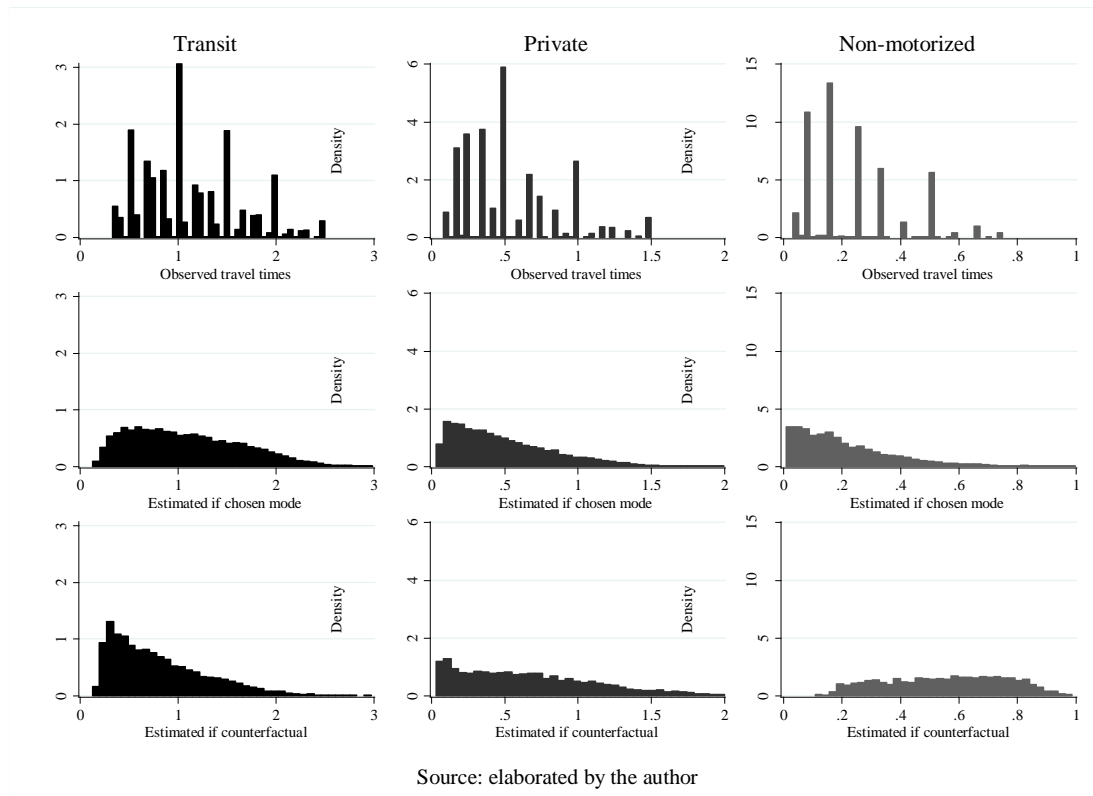 Transit Private Non-motorized
0 1 2 3
Density
0 2 4 6
Density
0 5 10 15
0 1 2 3
0 .5 1 1.5 2
0 .2 .4 .6 .8 1
Observed travel times Observed travel times Observed travel times
0 1 2 3
Density
0 2 4 6
Density
0 5 10 15
0 1 2 3
0 .5 1 1.5 2
0 .2 .4 .6 .8 1
Estimated if chosen mode Estimated if chosen mode Estimated if chosen mode
0 1 2 3
Density
0 2 4 6
Density
0 5 10 15
0 1 2 3
0 .5 1 1.5 2
0 .2 .4 .6 .8 1
Estimated if counterfactual Estimated if counterfactual Estimated if counterfactual
Source: elaborated by the author